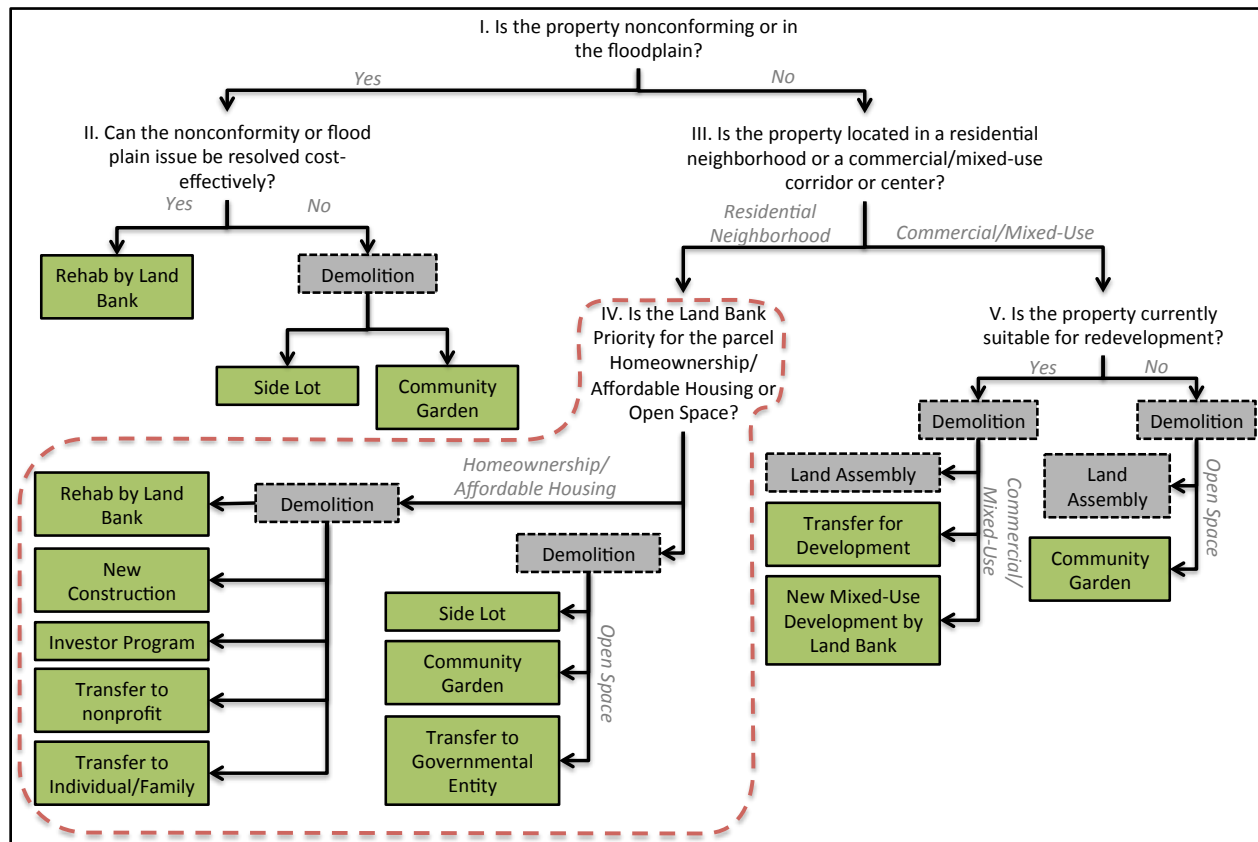 I. Is the property nonconforming or in
the floodplain?
Yes
No
II. Can the nonconformity or flood
plain issue be resolved cost-
effectively?
III. Is the property located in a residential
neighborhood or a commercial/mixed-use
corridor or center?
Yes
No
Residential
Neighborhood
Commercial/Mixed-Use
Rehab by Land
Bank
Demolition
Side Lot
Community
Garden
IV. Is the Land Bank
Priority for the parcel
Homeownership/
Affordable Housing or
Open Space?
V. Is the property currently
suitable for redevelopment?
Yes
No
Demolition
Demolition
Homeownership/
Affordable Housing
Rehab by Land
Bank
Demolition
New
Construction
Investor Program
Transfer to
nonprofit
Transfer to
Individual/Family
Demolition
Side Lot
Community
Garden
Transfer to
Governmental
Entity
Open Space
Land Assembly
Transfer for
Development
New Mixed-Use
Development by
Land Bank
Commercial/
Mixed-Use
Land
Assembly
Community
Garden
Open Space